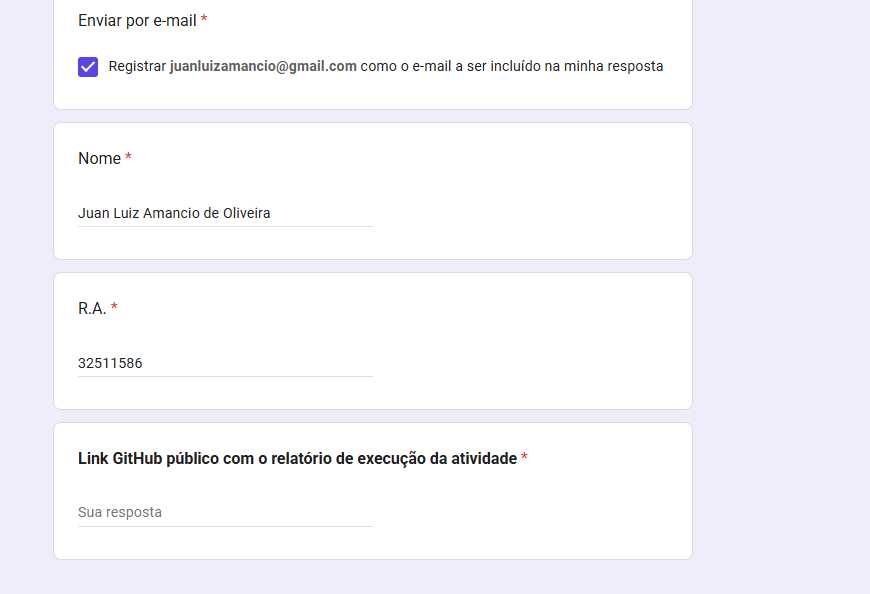 Enviar por e-mail *
Registrar juanluizamancio@gmail.com como o e-mail a ser incluído na minha resposta
Nome *
Juan Luiz Amancio de Oliveira
R.A. *
32511586
Link GitHub público com o relatório de execução da atividade *
Sua resposta